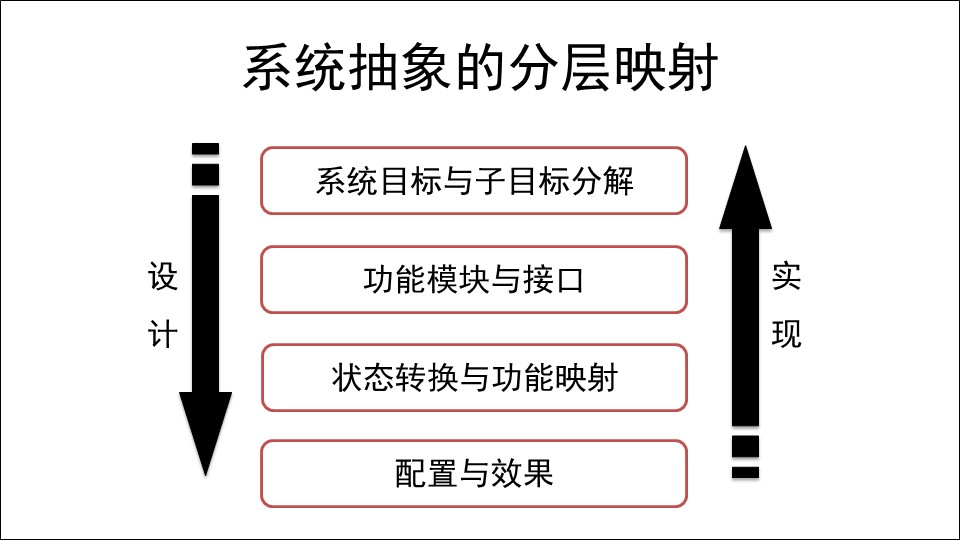 系统抽象的分层映射
系统目标与子目标分解
功能模块与接口
状态转换与功能映射
配置与效果
设
计
实
现